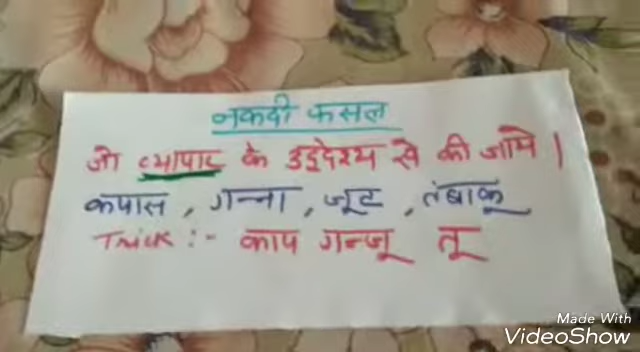 नकदी फसल
जो व्यापार के उद्देश्य से की जाये।
कपास, गन्ना, जूट, तंबाकू
Trick :- काप गन्जू तू
Made With
VideoShow